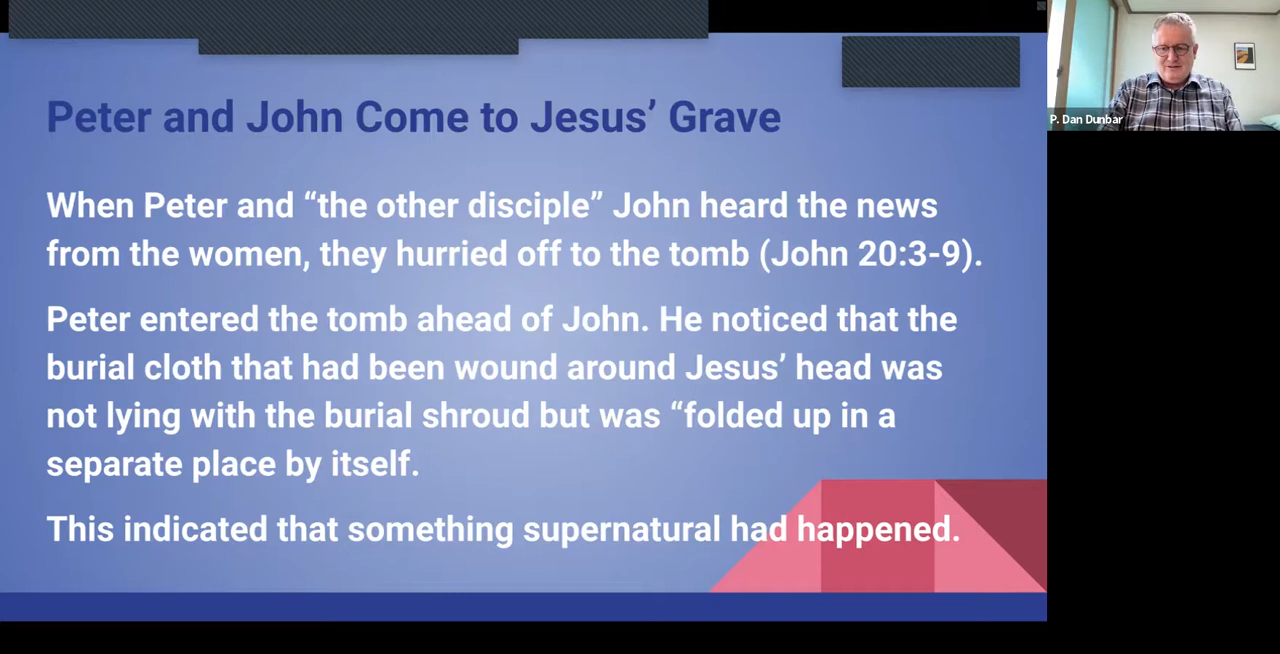 Peter and John Come to Jesus’ Grave
When Peter and “the other disciple” John heard the news
from the women, they hurried off to the tomb (John 20:3-9).
Peter entered the tomb ahead of John. He noticed that the
burial cloth that had been wound around Jesus’ head was
not lying with the burial shroud but was “folded up in a
separate place by itself.
This indicated that something supernatural had happened.
P. Dan Dunbar